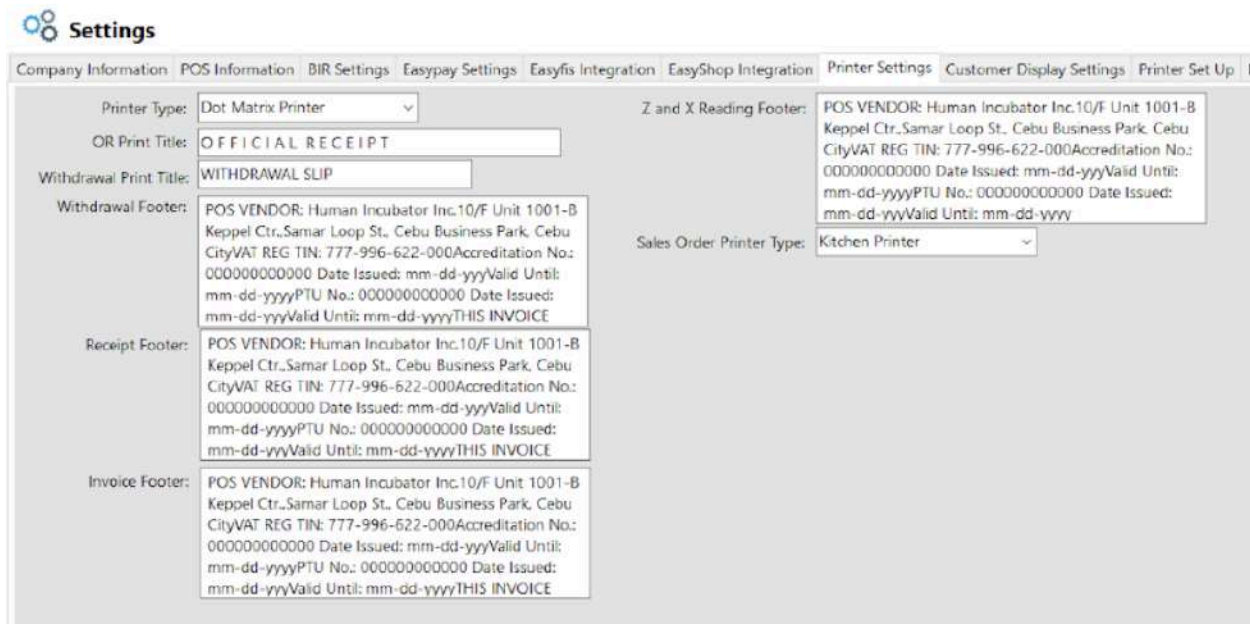 Settings
Company Information POS Information BIR Settings Easypay Settings Easyfis Integration EasyShop Integration Printer Settings Customer Display Settings Printer Set Up
Printer Type: Dot Matrix Printer
OR Print Title: O F F I C I A L R E C E I P T
Withdrawal Print Title: WITHDRAWAL SLIP
Withdrawal Footer: POS VENDOR: Human Incubator Inc.10/F Unit 1001-B
Keppel Ctr.,Samar Loop St., Cebu Business Park, Cebu
CityVAT REG TIN: 777-996-622-000Accreditation No.:
000000000000 Date Issued: mm-dd-yyyValid Until:
mm-dd-yyyyPTU No.: 000000000000 Date Issued:
mm-dd-yyyValid Until: mm-dd-yyyyTHIS INVOICE
Receipt Footer: POS VENDOR: Human Incubator Inc.10/F Unit 1001-B
Keppel Ctr.,Samar Loop St., Cebu Business Park, Cebu
CityVAT REG TIN: 777-996-622-000Accreditation No.:
000000000000 Date Issued: mm-dd-yyyValid Until:
mm-dd-yyyyPTU No.: 000000000000 Date Issued:
mm-dd-yyyValid Until: mm-dd-yyyyTHIS INVOICE
Invoice Footer: POS VENDOR: Human Incubator Inc.10/F Unit 1001-B
Keppel Ctr.,Samar Loop St., Cebu Business Park, Cebu
CityVAT REG TIN: 777-996-622-000Accreditation No.:
000000000000 Date Issued: mm-dd-yyyValid Until:
mm-dd-yyyyPTU No.: 000000000000 Date Issued:
mm-dd-yyyValid Until: mm-dd-yyyyTHIS INVOICE
Z and X Reading Footer: POS VENDOR: Human Incubator Inc.10/F Unit 1001-B
Keppel Ctr.,Samar Loop St., Cebu Business Park, Cebu
CityVAT REG TIN: 777-996-622-000Accreditation No.:
000000000000 Date Issued: mm-dd-yyyValid Until:
mm-dd-yyyyPTU No.: 000000000000 Date Issued:
mm-dd-yyyValid Until: mm-dd-yyyy
Sales Order Printer Type: Kitchen Printer